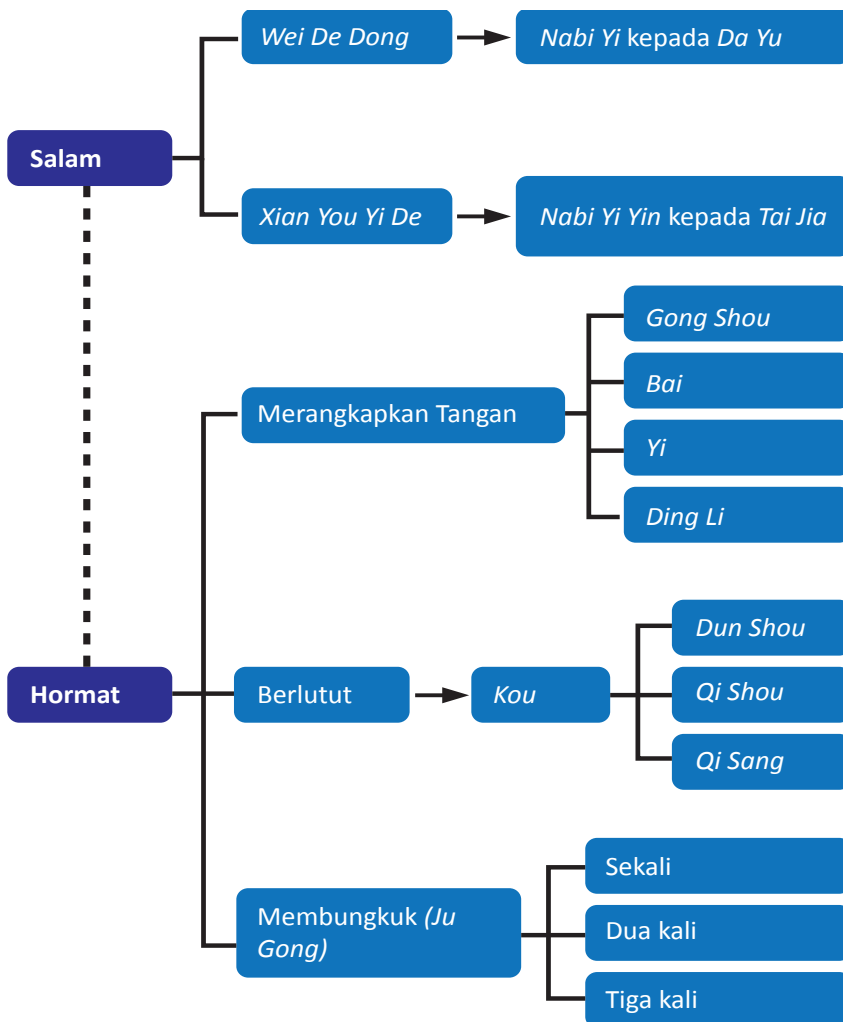 Wei De Dong
Nabi Yi kepada Da Yu
Salam
Xian You Yi De
Nabi Yi Yin kepada Tai Jia
Gong Shou
Bai
Merangkapkan Tangan
Yi
Ding Li
Dun Shou
Hormat
Berlutut
Kou
Qi Shou
Qi Sang
Sekali
Membungkuk (Ju
Gong)
Dua kali
Tiga kali